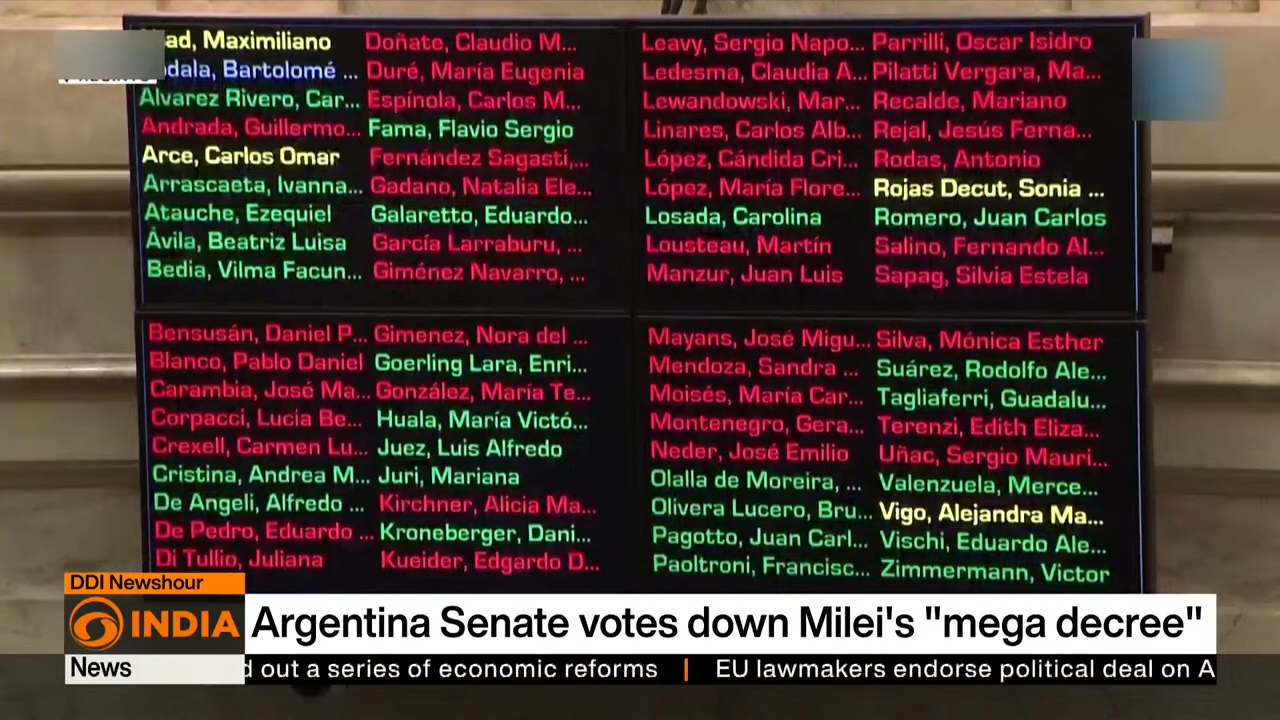 Maximiliano
Bartolomé ...
Alvarez Rivero, Car...
Andrada, Guillermo...
Arce, Carlos Omar
Arrascaeta, Ivanna...
Atauche, Ezequiel
Ávila, Beatriz Luisa
Bedia, Vilma Facun...
Bensusán, Daniel P...
Blanco, Pablo Daniel
Carambia, José Ma...
Corpacci, Lucia Be...
Crexell, Carmen Lu...
Cristina, Andrea M...
De Angeli, Alfredo ...
De Pedro, Eduardo ...
Di Tullio, Juliana
Doñate, Claudio M...
Duré, María Eugenia
Espínola, Carlos M...
Fama, Flavio Sergio
Fernández Sagasti,...
Gadano, Natalia Ele...
Galaretto, Eduardo...
García Larraburu, ...
Giménez Navarro, ...
Gimenez, Nora del ...
Goerling Lara, Enri...
González, María Te...
Huala, María Victó...
Juez, Luis Alfredo
Juri, Mariana
Kirchner, Alicia Ma...
Kroneberger, Dani...
Kueider, Edgardo D...
Leavy, Sergio Napo...
Ledesma, Claudia A...
Lewandowski, Mar...
Linares, Carlos Alb...
López, Cándida Cri...
López, María Flore...
Losada, Carolina
Lousteau, Martín
Manzur, Juan Luis
Mayans, José Migu...
Mendoza, Sandra ...
Moisés, María Car...
Montenegro, Gera...
Neder, José Emilio
Olalla de Moreira, ...
Olivera Lucero, Bru...
Pagotto, Juan Carl...
Paoltroni, Francisc...
Parrilli, Oscar Isidro
Pilatti Vergara, Ma...
Recalde, Mariano
Rejal, Jesús Ferna...
Rodas, Antonio
Rojas Decut, Sonia ...
Romero, Juan Carlos
Salino, Fernando Al...
Sapag, Silvia Estela
Silva, Mónica Esther
Suárez, Rodolfo Ale...
Tagliaferri, Guadalu...
Terenzi, Edith Eliza...
Uñac, Sergio Mauri...
Valenzuela, Merce...
Vigo, Alejandra Ma...
Vischi, Eduardo Ale...
Zimmermann, Victor
DDI Newshour
INDIA
Argentina Senate votes down Milei's "mega decree"
News
out a series of economic reforms | EU lawmakers endorse political deal on A